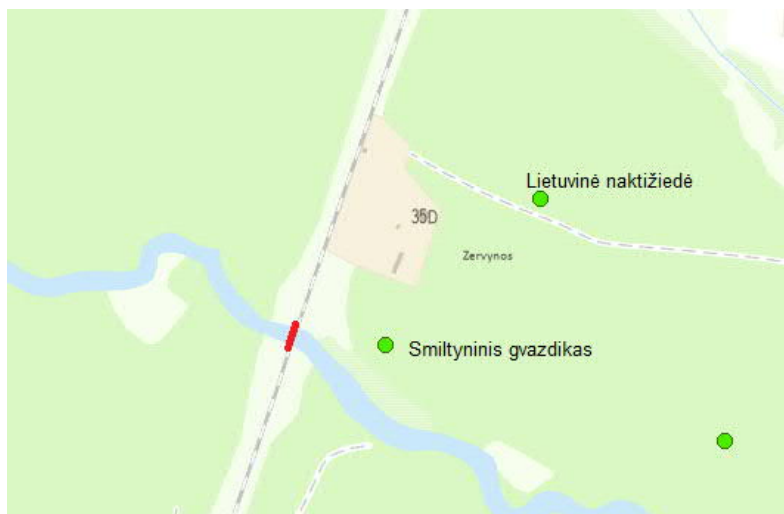 Lietuvinė naktižiedė
35D
Zervynos
Smiltyninis gvazdikas